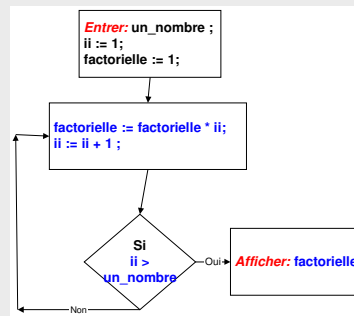 Entrer: un_nombre ;
ii := 1;
factorielle := 1;
factorielle := factorielle * ii;
ii := ii + 1 ;
Si
ii >
un_nombre
Oui
Afficher: factorielle
Non